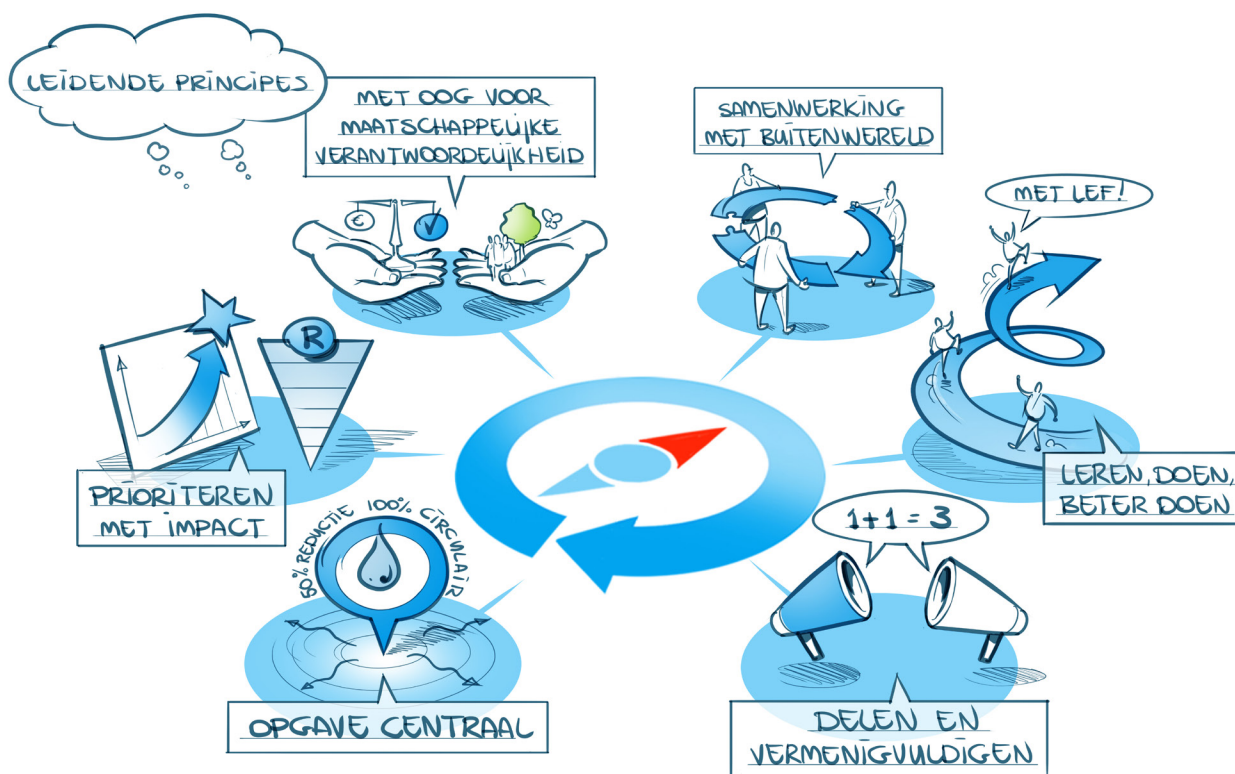 LEIDENDE PRINCIPES
MET OOG VOOR
MAATSCHAPPELIJKE
VERANTWOORDELIJKHEID
€
SAMENWERKING
MET BUITENWERELD
MET LEF!
LEREN, DOEN,
BETER DOEN
R
PRIORITEREN
MET IMPACT
50% REDUCTIE 100% CIRCULAIR
OPGAVE CENTRAAL
1+1=3
DELEN EN
VERMENIGVULDIGEN